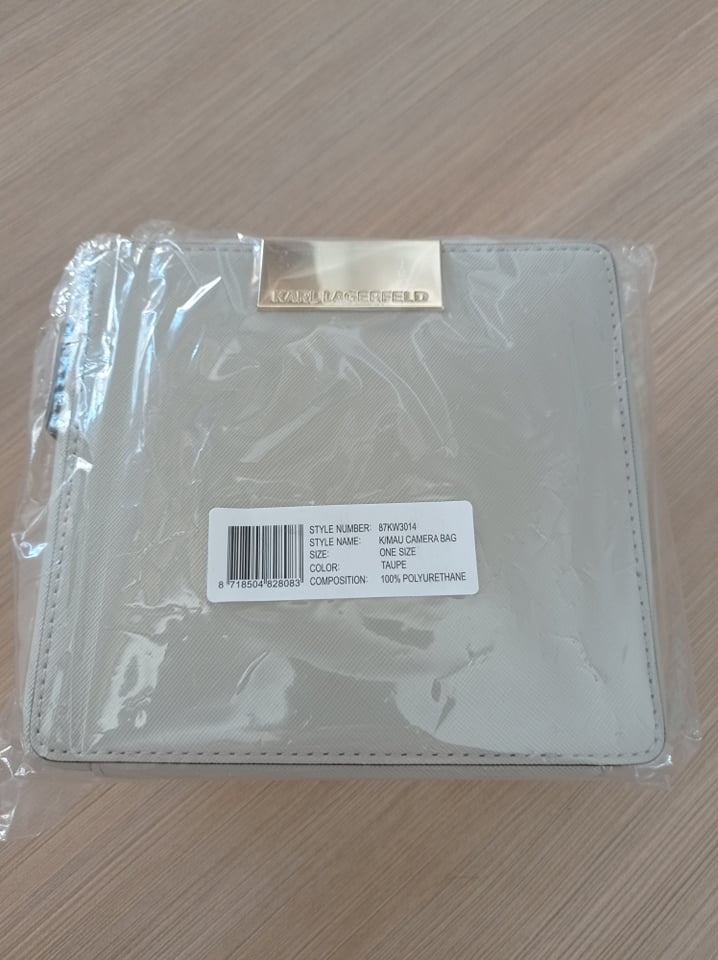 KARL LAGERFELD
STYLE NUMBER: 87KW3014
STYLE NAME: K/MAU CAMERA BAG
SIZE: ONE SIZE
COLOR: TAUPE
COMPOSITION: 100% POLYURETHANE
8 718504 828083